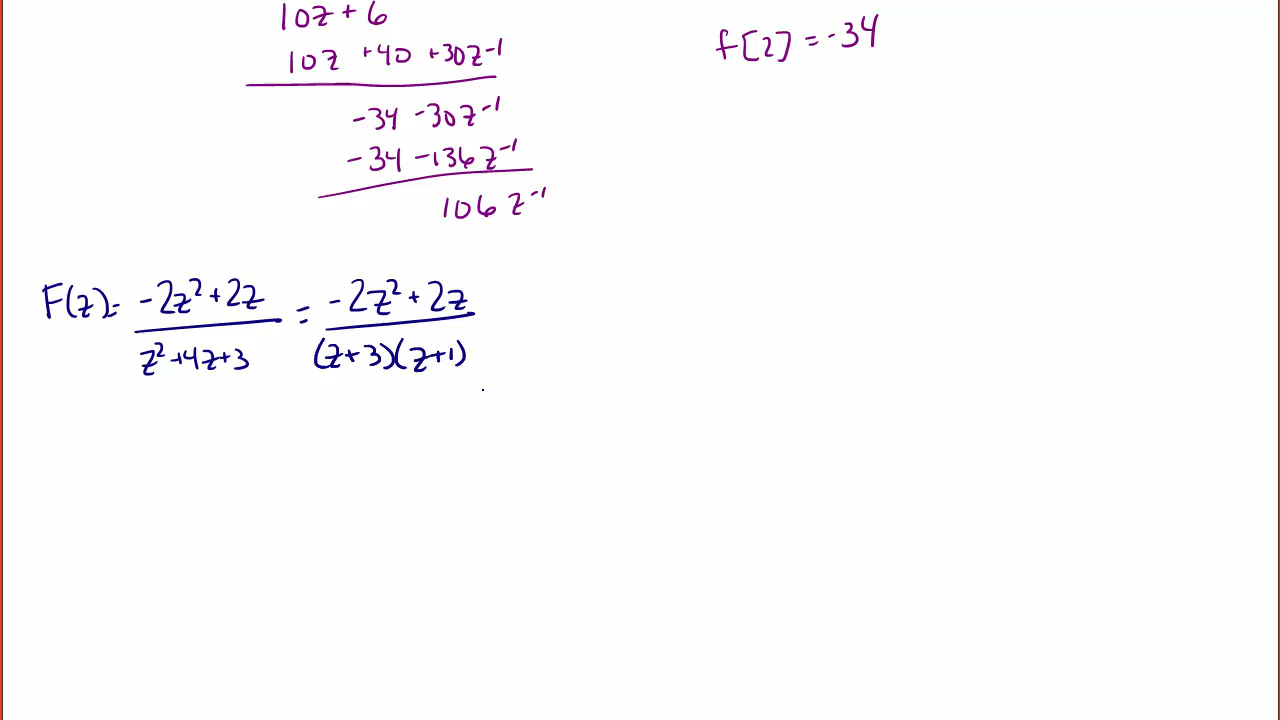 10z + 6
10z + 40 + 30z⁻¹
f[2] = -34
-34 - 30z⁻¹
-34 - 136z⁻¹
106z⁻¹
F(z) = (-2z² + 2z)/(z² + 4z + 3) = (-2z² + 2z)/((z + 3)(z + 1))